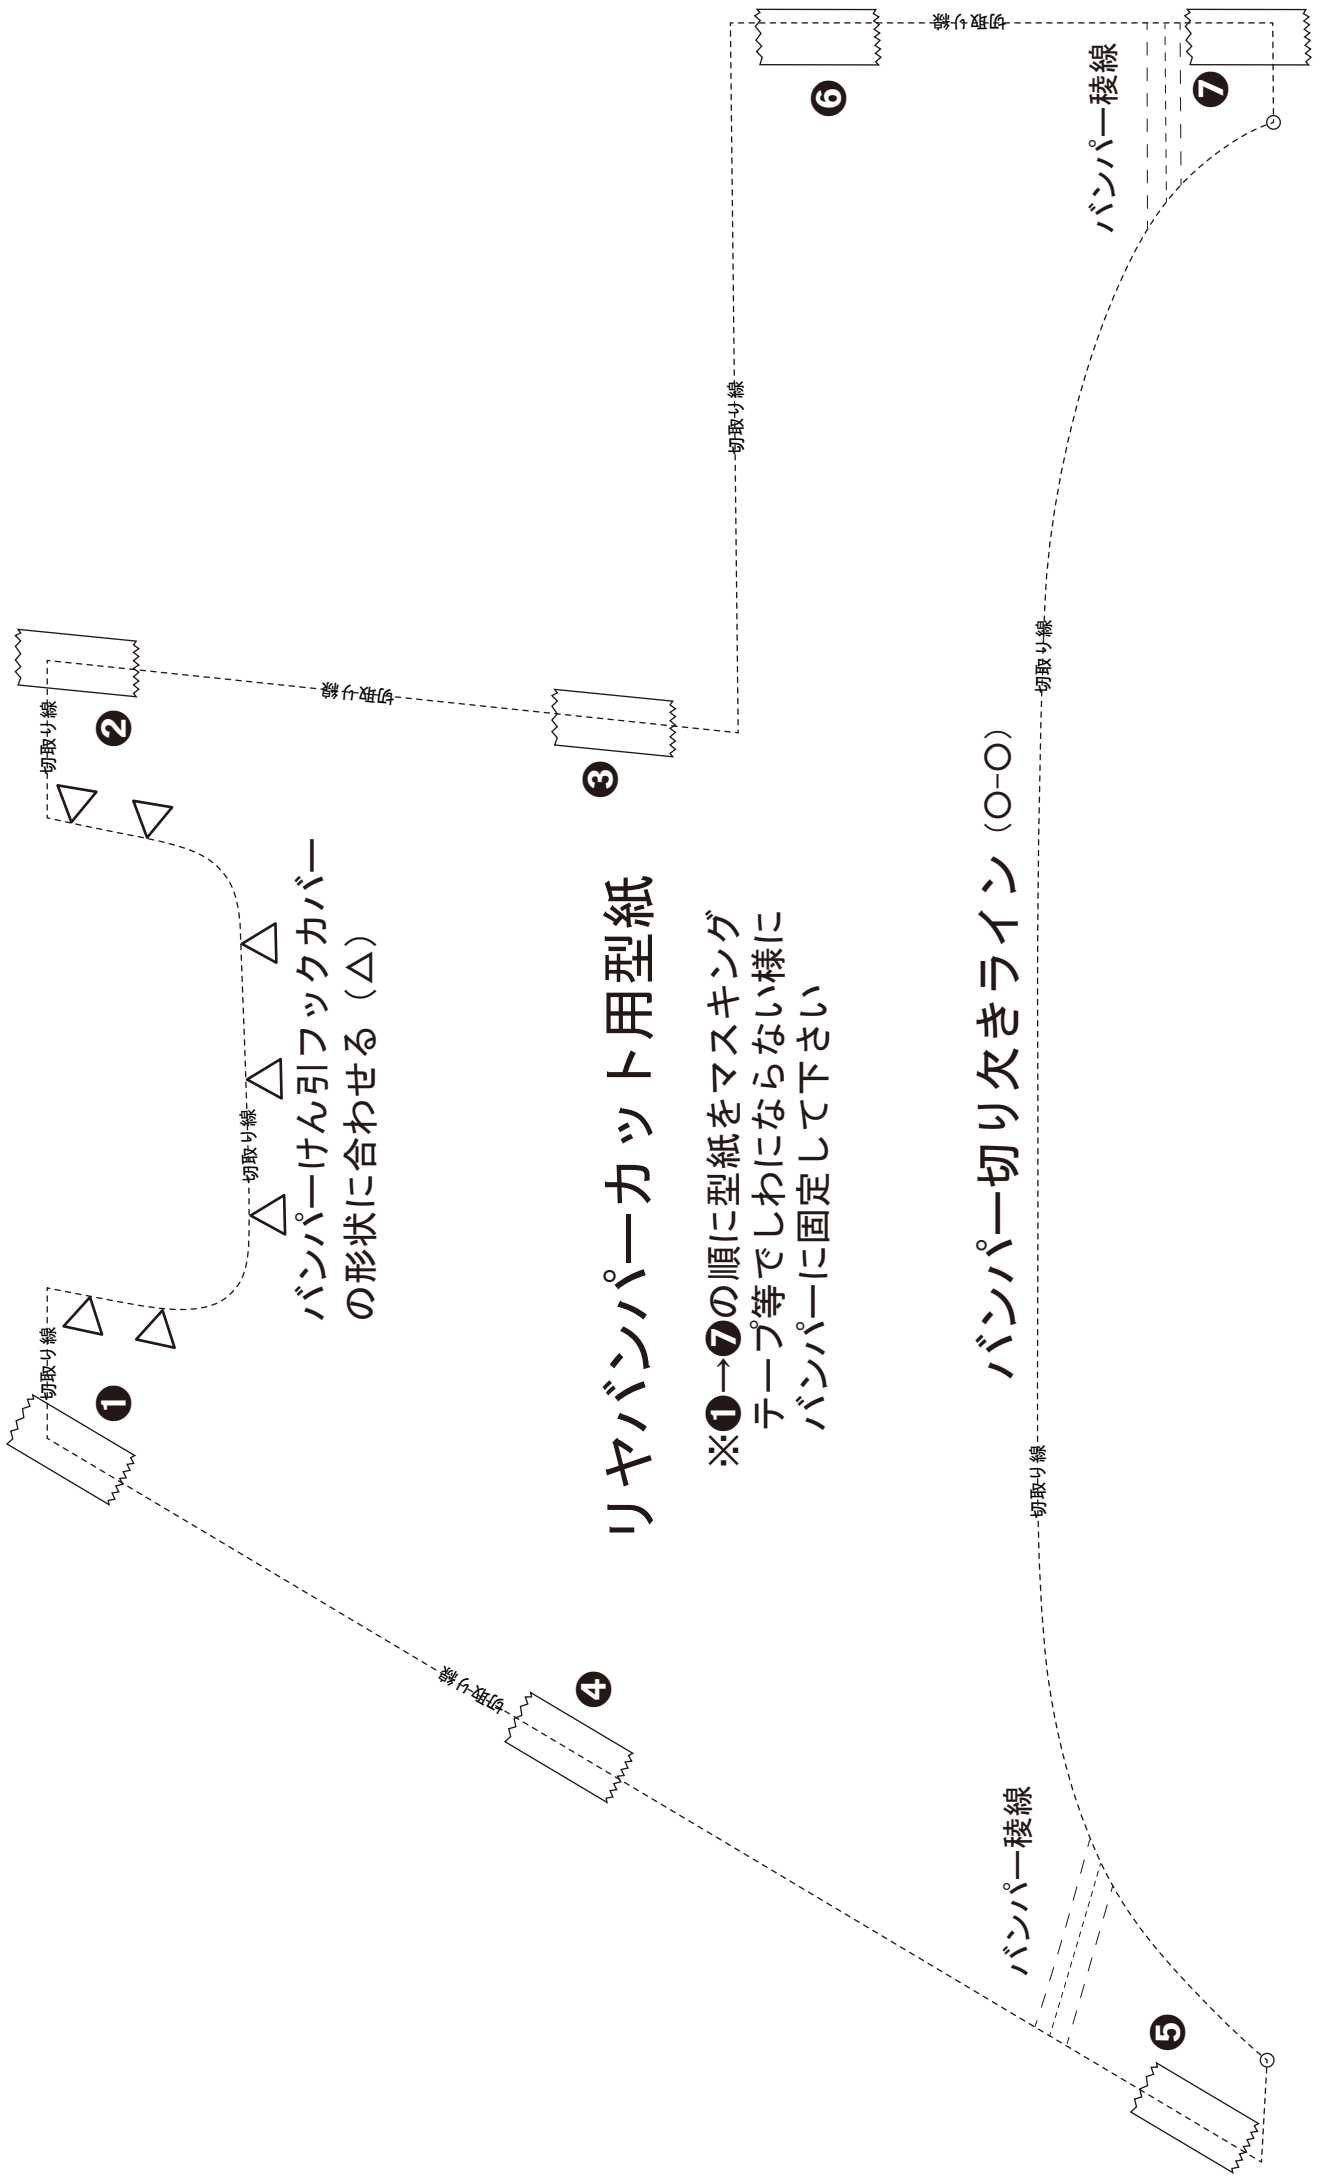 リヤバンパーカット用型紙
※❶→❼の順に型紙をマスキング
テープ等でしわにならない様に
バンパーに固定して下さい
バンパーけん引フックカバー
の形状に合わせる（△）
バンパー切り欠きライン（○−○）
バンパー稜線
バンパー稜線
❶
❷
❸
❹
❺
❻
❼
切取り線
切取り線
切取り線
切取り線
切取り線
切取り線
切取り線
切取り線
切取り線